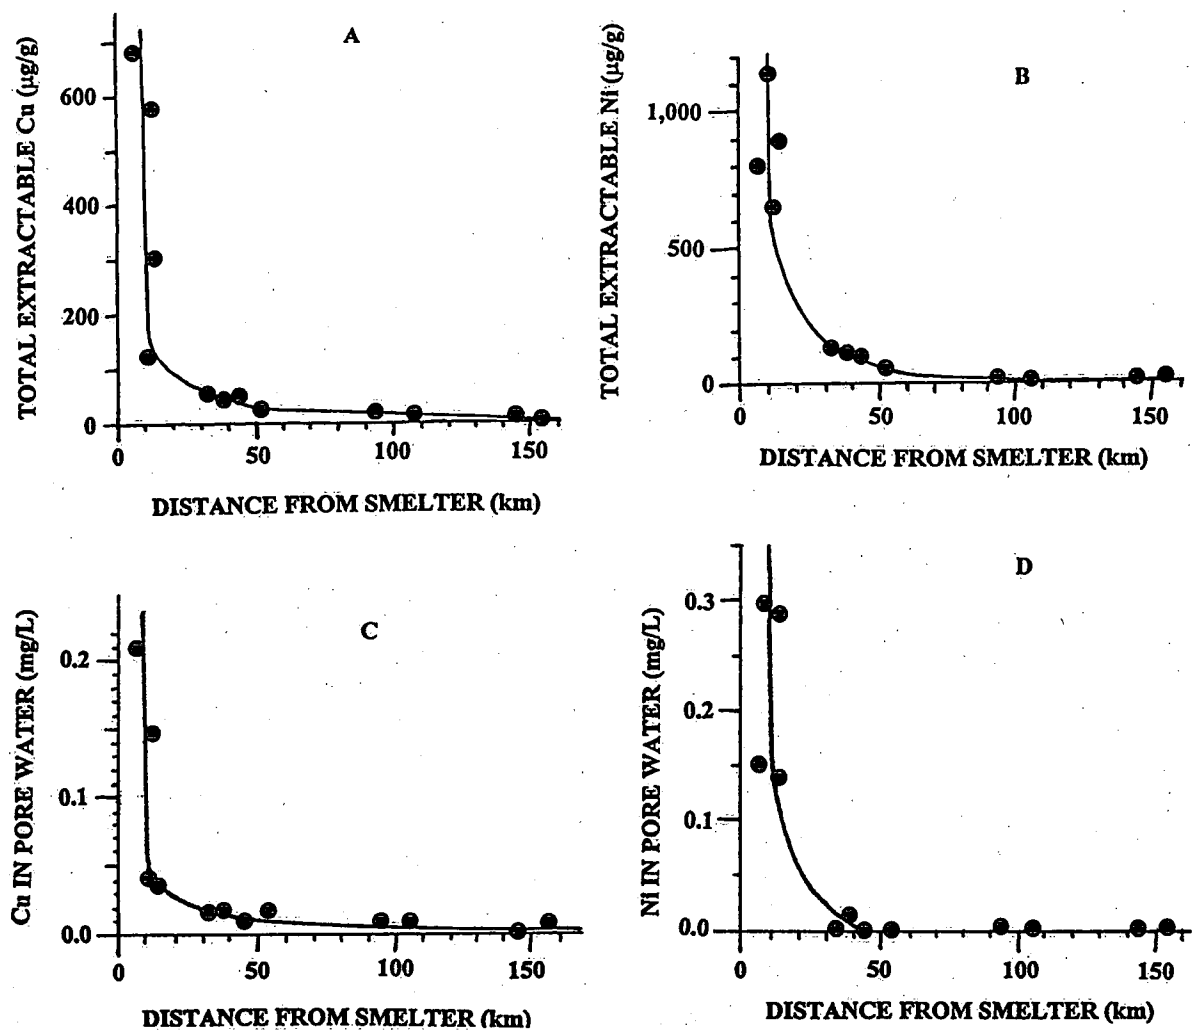 A
TOTAL EXTRACTABLE Cu (µg/g)
600
400
200
0
0
50
100
150
DISTANCE FROM SMELTER (km)
B
TOTAL EXTRACTABLE Ni (µg/g)
1,000
500
0
0
50
100
150
DISTANCE FROM SMELTER (km)
C
Cu IN PORE WATER (mg/L)
0.2
0.1
0.0
0
50
100
150
DISTANCE FROM SMELTER (km)
D
Ni IN PORE WATER (mg/L)
0.3
0.2
0.1
0.0
0
50
100
150
DISTANCE FROM SMELTER (km)